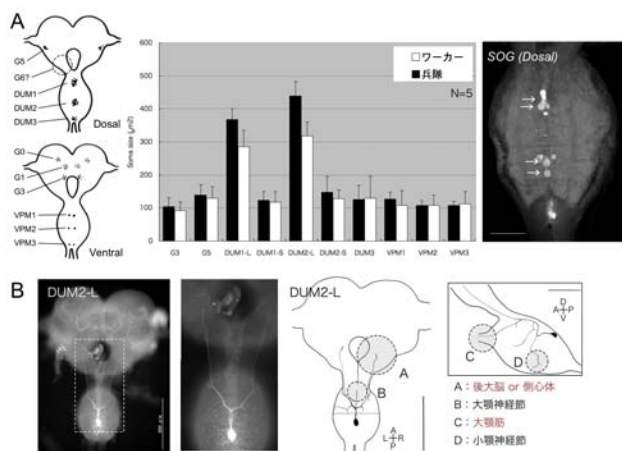 A
G5
G6?
DUM1
DUM2
DUM3
Dosal
G0
G1
G3
VPM1
VPM2
VPM3
Ventral
Soma size (μm2)
600
500
400
300
200
100
0
ワーカー
兵隊
N=5
G3 G5 DUM1-L DUM1-S DUM2-L DUM2-S DUM3 VPM1 VPM2 VPM3
SOG (Dosal)
B
DUM2-L
DUM2-L
A
B
A
L R
P
D
A P
V
C
D
A：後大脳 or 側心体
B：大顎神経節
C：大顎筋
D：小顎神経節